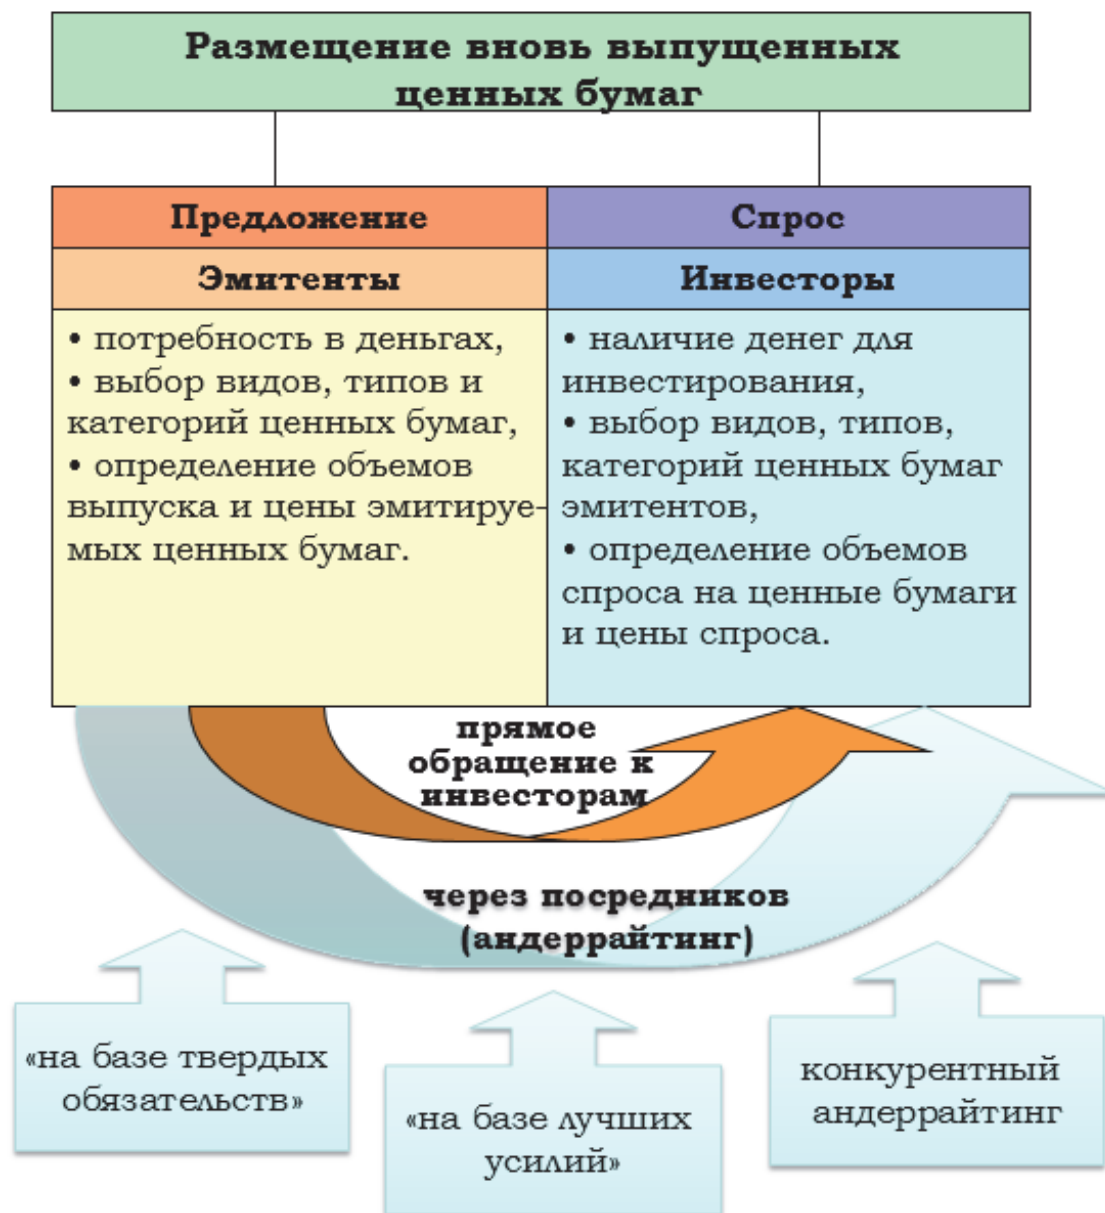 Размещение вновь выпущенных
ценных бумаг
Предложение
Спрос
Эмитенты
Инвесторы
• потребность в деньгах,
• выбор видов, типов и
категорий ценных бумаг,
• определение объемов
выпуска и цены эмитируе-
мых ценных бумаг.
• наличие денег для
инвестирования,
• выбор видов, типов,
категорий ценных бумаг
эмитентов,
• определение объемов
спроса на ценные бумаги
и цены спроса.
прямое
обращение к
инвесторам
через посредников
(андеррайтинг)
«на базе твердых
обязательств»
«на базе лучших
усилий»
конкурентный
андеррайтинг